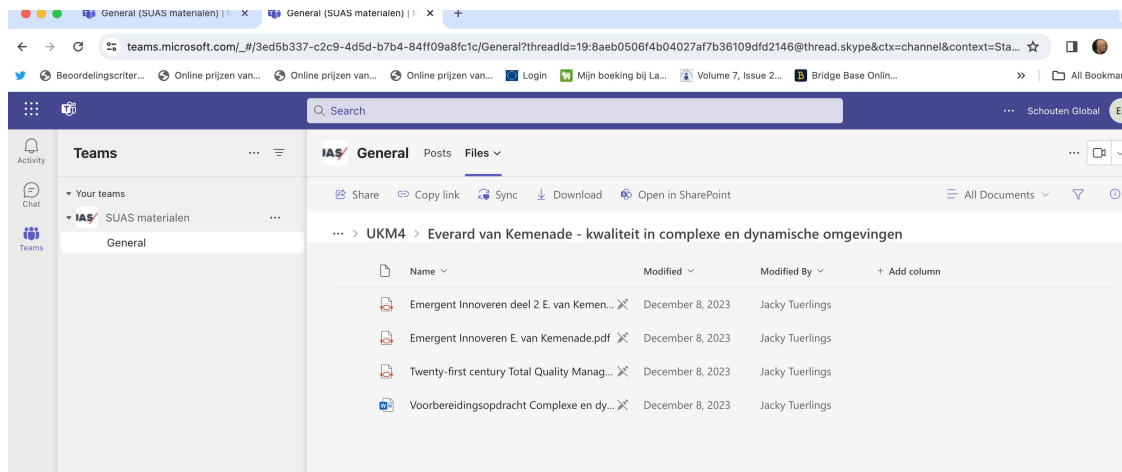 General (SUAS materialen) | M × General (SUAS materialen) | M × +
teams.microsoft.com/_#/3ed5b337-c2c9-4d5d-b7b4-84ff09a8fc1c/General?threadId=19:8aeb0506f4b04027af7b36109dfd2146@thread.skype&ctx=channel&context=Sta...
Beoordelingscriter... Online prijzen van... Online prijzen van... Online prijzen van... Login Mijn boeking bij La... Volume 7, Issue 2... Bridge Base Onlin... » All Bookmar
Search ... Schouten Global E
Activity
Chat
Teams
Teams ...
Your teams
IAS/ SUAS materialen ...
General
IAS/ General Posts Files ...
Share Copy link Sync Download Open in SharePoint All Documents
... > UKM4 > Everard van Kemenade - kwaliteit in complexe en dynamische omgevingen
Name Modified Modified By + Add column
Emergent Innoveren deel 2 E. van Kemen... December 8, 2023 Jacky Tuerlings
Emergent Innoveren E. van Kemenade.pdf December 8, 2023 Jacky Tuerlings
Twenty-first century Total Quality Manag... December 8, 2023 Jacky Tuerlings
Voorbereidingsopdracht Complexe en dy... December 8, 2023 Jacky Tuerlings